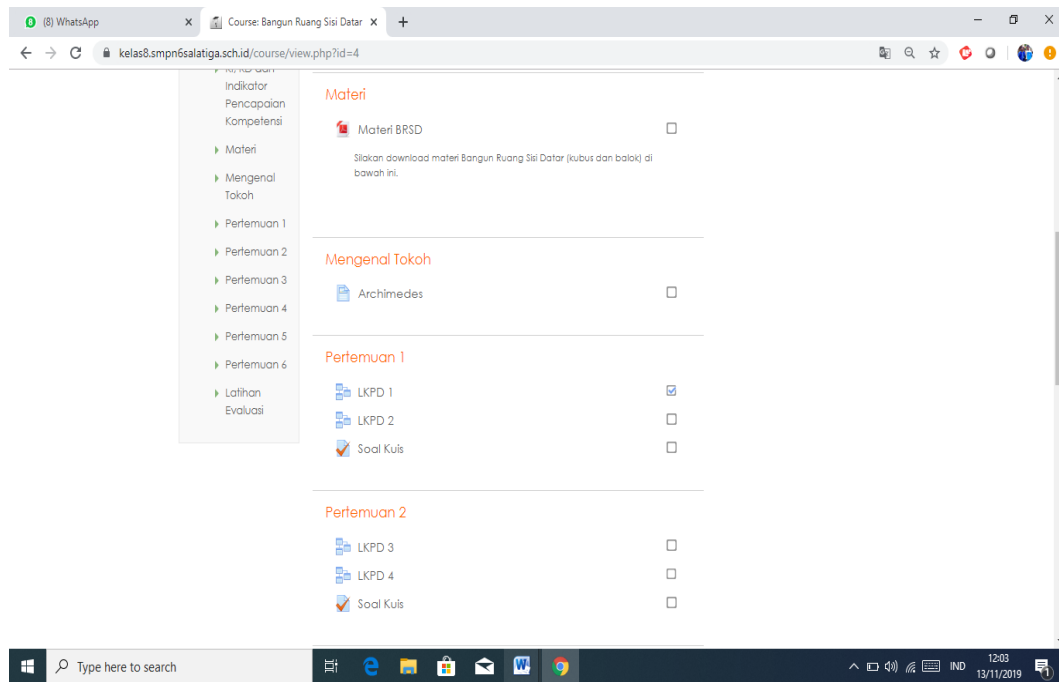 (8) WhatsApp
Course: Bangun Ruang Sisi Datar
kelas8.smpn6salatiga.sch.id/course/view.php?id=4
Indikator
Pencapaian
Kompetensi
Materi
Mengenal
Tokoh
Pertemuan 1
Pertemuan 2
Pertemuan 3
Pertemuan 4
Pertemuan 5
Pertemuan 6
Latihan
Evaluasi
Materi
Materi BRSD
Silakan download materi Bangun Ruang Sisi Datar (kubus dan balok) di
bawah ini.
Mengenal Tokoh
Archimedes
Pertemuan 1
LKPD 1
LKPD 2
Soal Kuis
Pertemuan 2
LKPD 3
LKPD 4
Soal Kuis
Type here to search
IND
12:03
13/11/2019